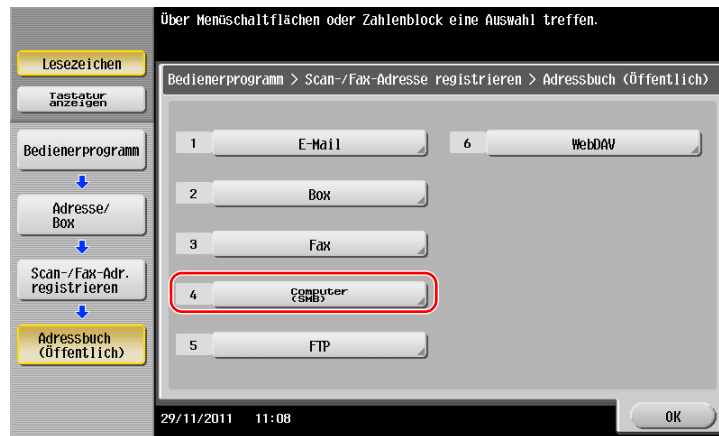 Über Menüschaltflächen oder Zahlenblock eine Auswahl treffen.
Lesezeichen
Tastatur
anzeigen
Bedienerprogramm
Adresse/
Box
Scan-/Fax-Adr.
registrieren
Adressbuch
(Öffentlich)
Bedienerprogramm > Scan-/Fax-Adresse registrieren > Adressbuch (Öffentlich)
1 E-Mail
6 WebDAV
2 Box
3 Fax
4 Computer
(SMB)
5 FTP
29/11/2011 11:08
OK